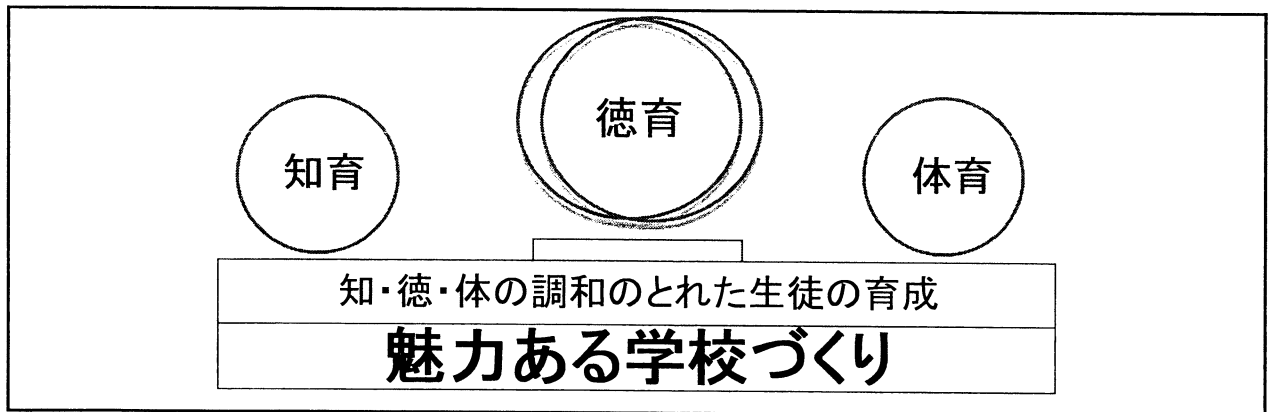 徳育
知育
体育
知・徳・体の調和のとれた生徒の育成
魅力ある学校づくり